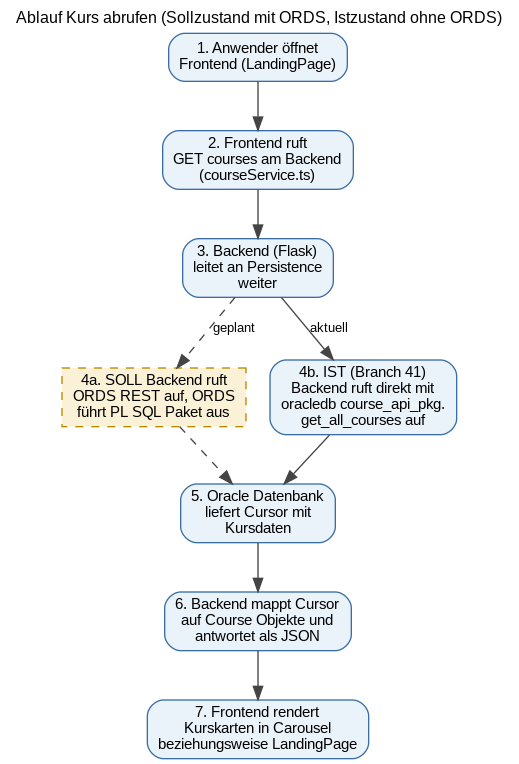 Ablauf Kurs abrufen (Sollzustand mit ORDS, Istzustand ohne ORDS)
1. Anwender öffnet
Frontend (LandingPage)
2. Frontend ruft
GET courses am Backend
(courseService.ts)
3. Backend (Flask)
leitet an Persistence
weiter
geplant
aktuell
4a. SOLL Backend ruft
ORDS REST auf, ORDS
führt PL SQL Paket aus
4b. IST (Branch 41)
Backend ruft direkt mit
oracledb course_api_pkg.
get_all_courses auf
5. Oracle Datenbank
liefert Cursor mit
Kursdaten
6. Backend mappt Cursor
auf Course Objekte und
antwortet als JSON
7. Frontend rendert
Kurskarten in Carousel
beziehungsweise LandingPage